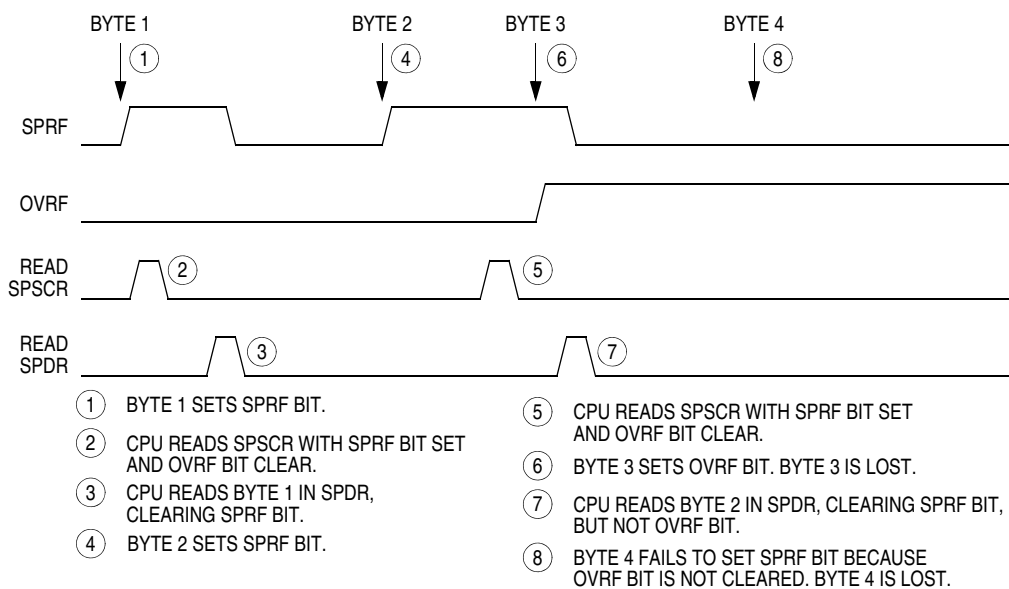 BYTE 1 BYTE 2 BYTE 3 BYTE 4
1 4 6 8
SPRF
OVRF
READ
SPSCR
2 5
READ
SPDR
3 7
1 BYTE 1 SETS SPRF BIT.
2 CPU READS SPSCR WITH SPRF BIT SET
AND OVRF BIT CLEAR.
3 CPU READS BYTE 1 IN SPDR,
CLEARING SPRF BIT.
4 BYTE 2 SETS SPRF BIT.
5 CPU READS SPSCR WITH SPRF BIT SET
AND OVRF BIT CLEAR.
6 BYTE 3 SETS OVRF BIT. BYTE 3 IS LOST.
7 CPU READS BYTE 2 IN SPDR, CLEARING SPRF BIT,
BUT NOT OVRF BIT.
8 BYTE 4 FAILS TO SET SPRF BIT BECAUSE
OVRF BIT IS NOT CLEARED. BYTE 4 IS LOST.